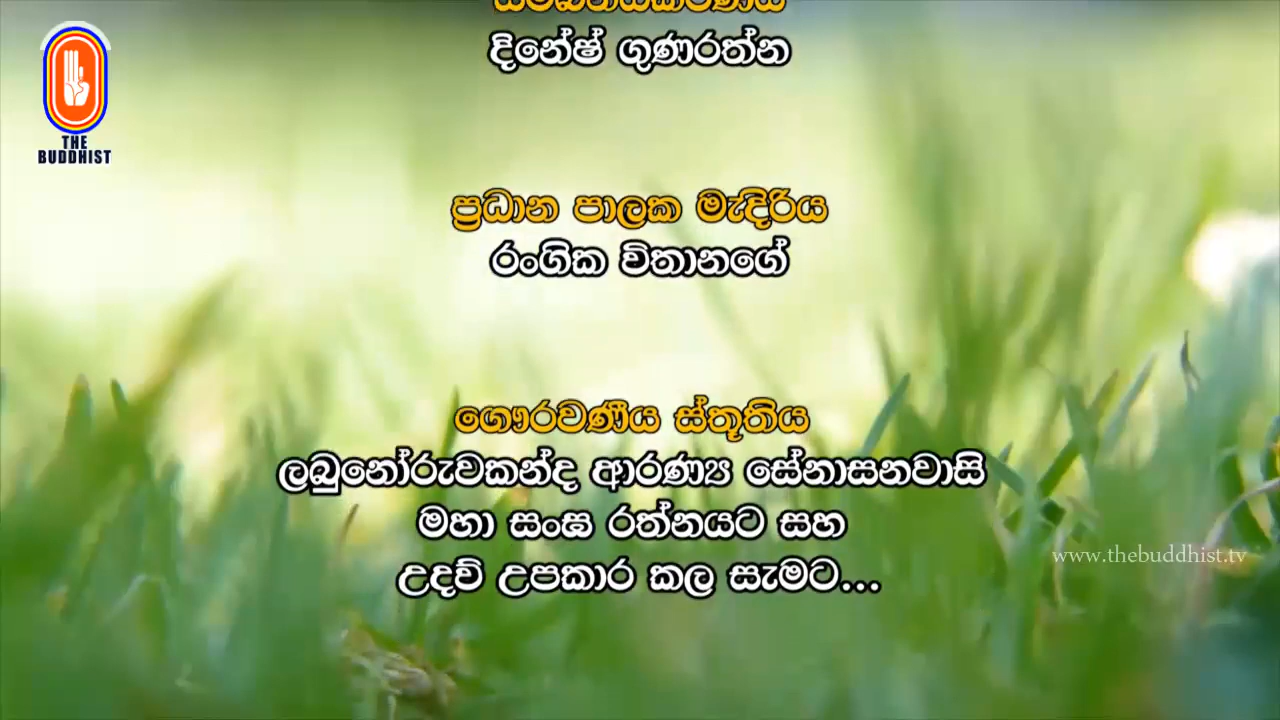 දිනේෂ් ගුණරත්න
THE
BUDDHIST
ප්‍රධාන පාලක මැදිරිය
රංගික විතානගේ
ගෞරවණීය ස්තූතිය
ලබුනෝරුවකන්ද ආරණ්‍ය සේනාසනවාසි
මහා සංඝ රත්නයට සහ
www.thebuddhist.tv
උදව් උපකාර කල සැමට...